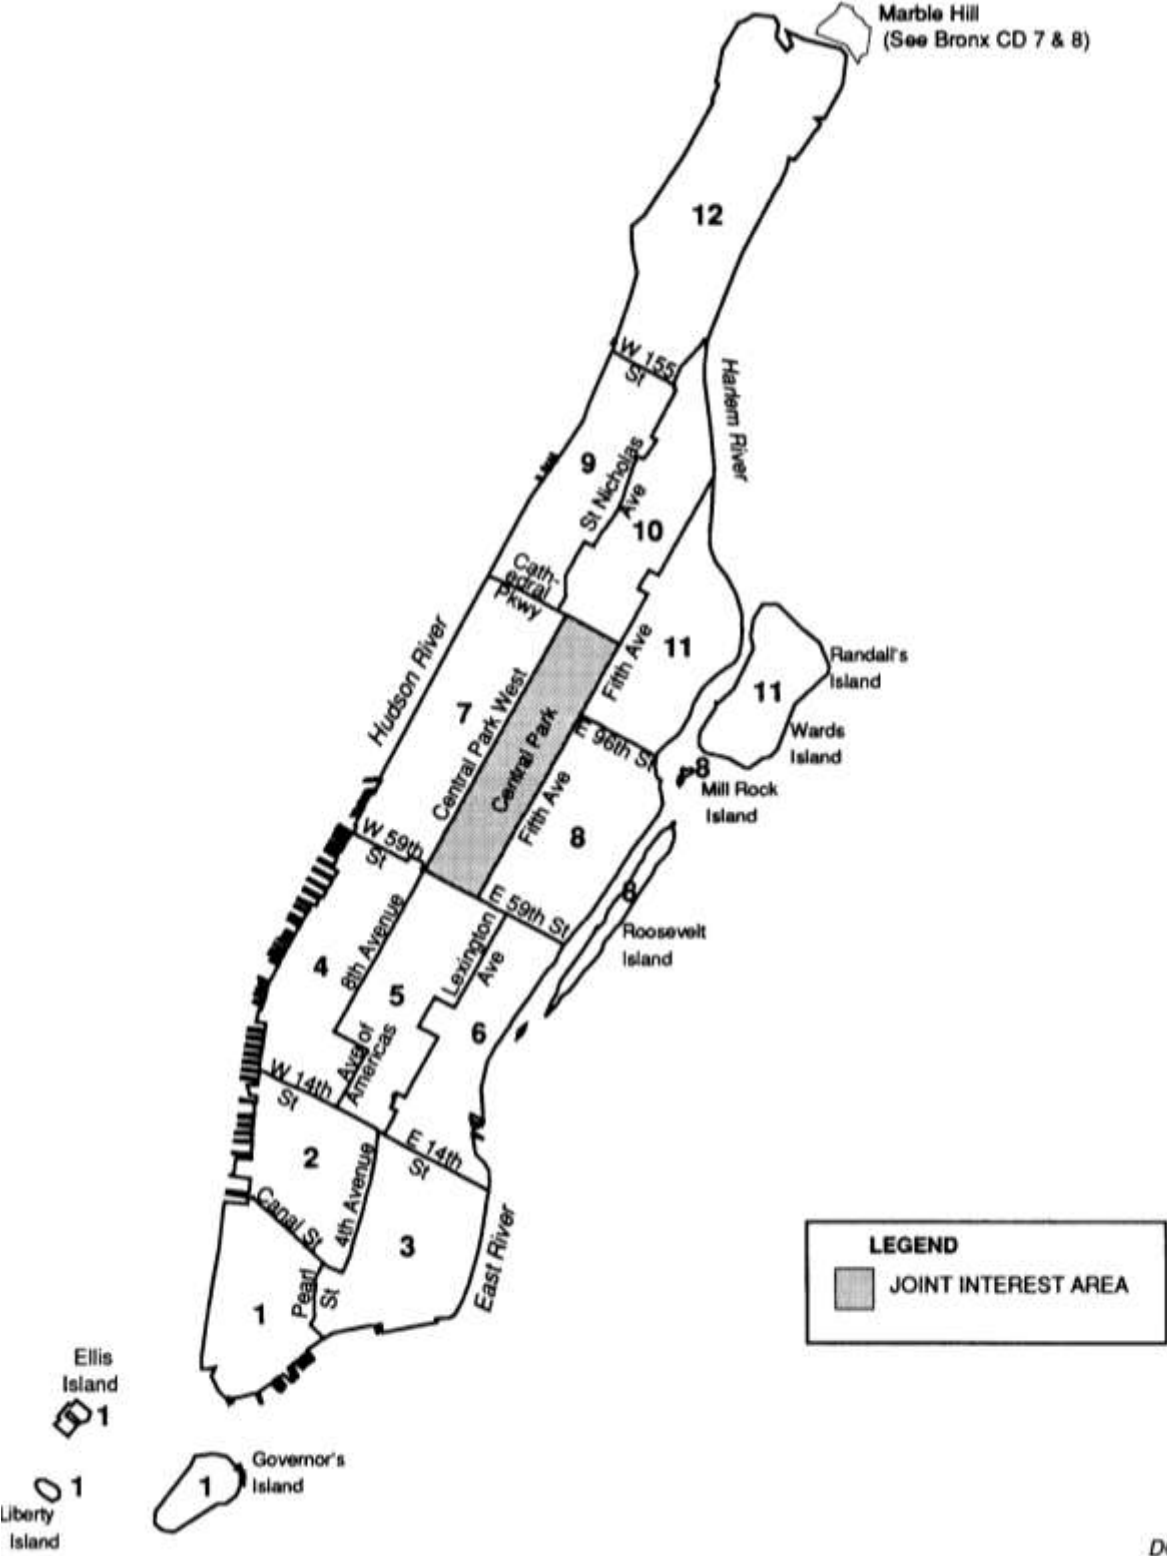 Marble Hill
(See Bronx CD 7 & 8)
12
W 155
St
Harlem River
9
St Nicholas
Ave
10
Cath-
edral
Pkwy
Hudson River
7
Central Park West
Central Park
Fifth Ave
11
Randall's
Island
11
Wards
Island
E 96th St
8
Mill Rock
Island
Fifth Ave
8
W 59th
St
E 59th St
8
Roosevelt
Island
4
8th Avenue
5
Lexington
Ave
6
Ave of
Americas
W 14th
St
2
4th Avenue
E 14th
St
Canal St
3
East River
Pearl
St
1
LEGEND
JOINT INTEREST AREA
Ellis
Island
1
Governor's
Island
1
1
Liberty
Island